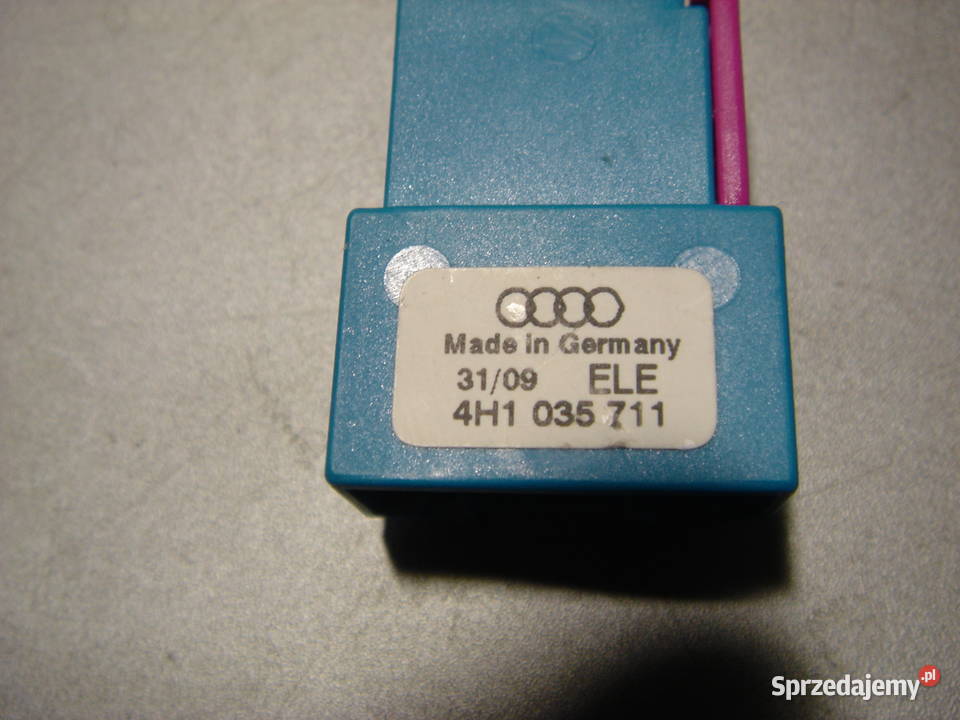 Made in Germany
31/09 ELE
4H1 035 711
Sprzedajemy.pl